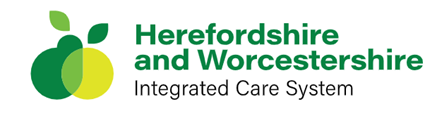 Herefordshire
and Worcestershire
Integrated Care System